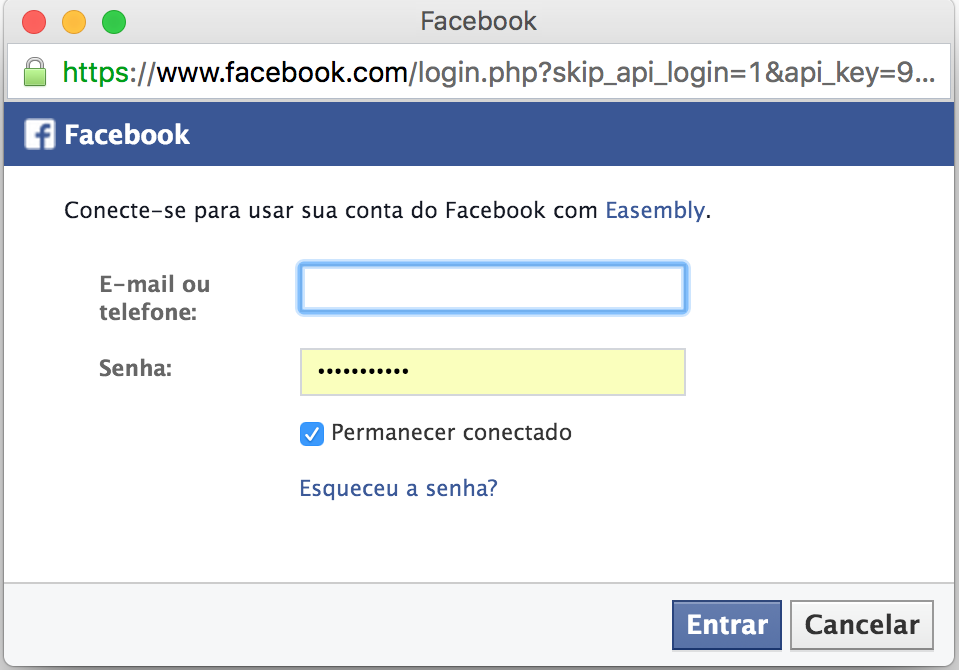 Facebook
https://www.facebook.com/login.php?skip_api_login=1&api_key=9...
Facebook
Conecte-se para usar sua conta do Facebook com Easembly.
E-mail ou
telefone:
Senha:
•••••••••••
Permanecer conectado
Esqueceu a senha?
Entrar Cancelar